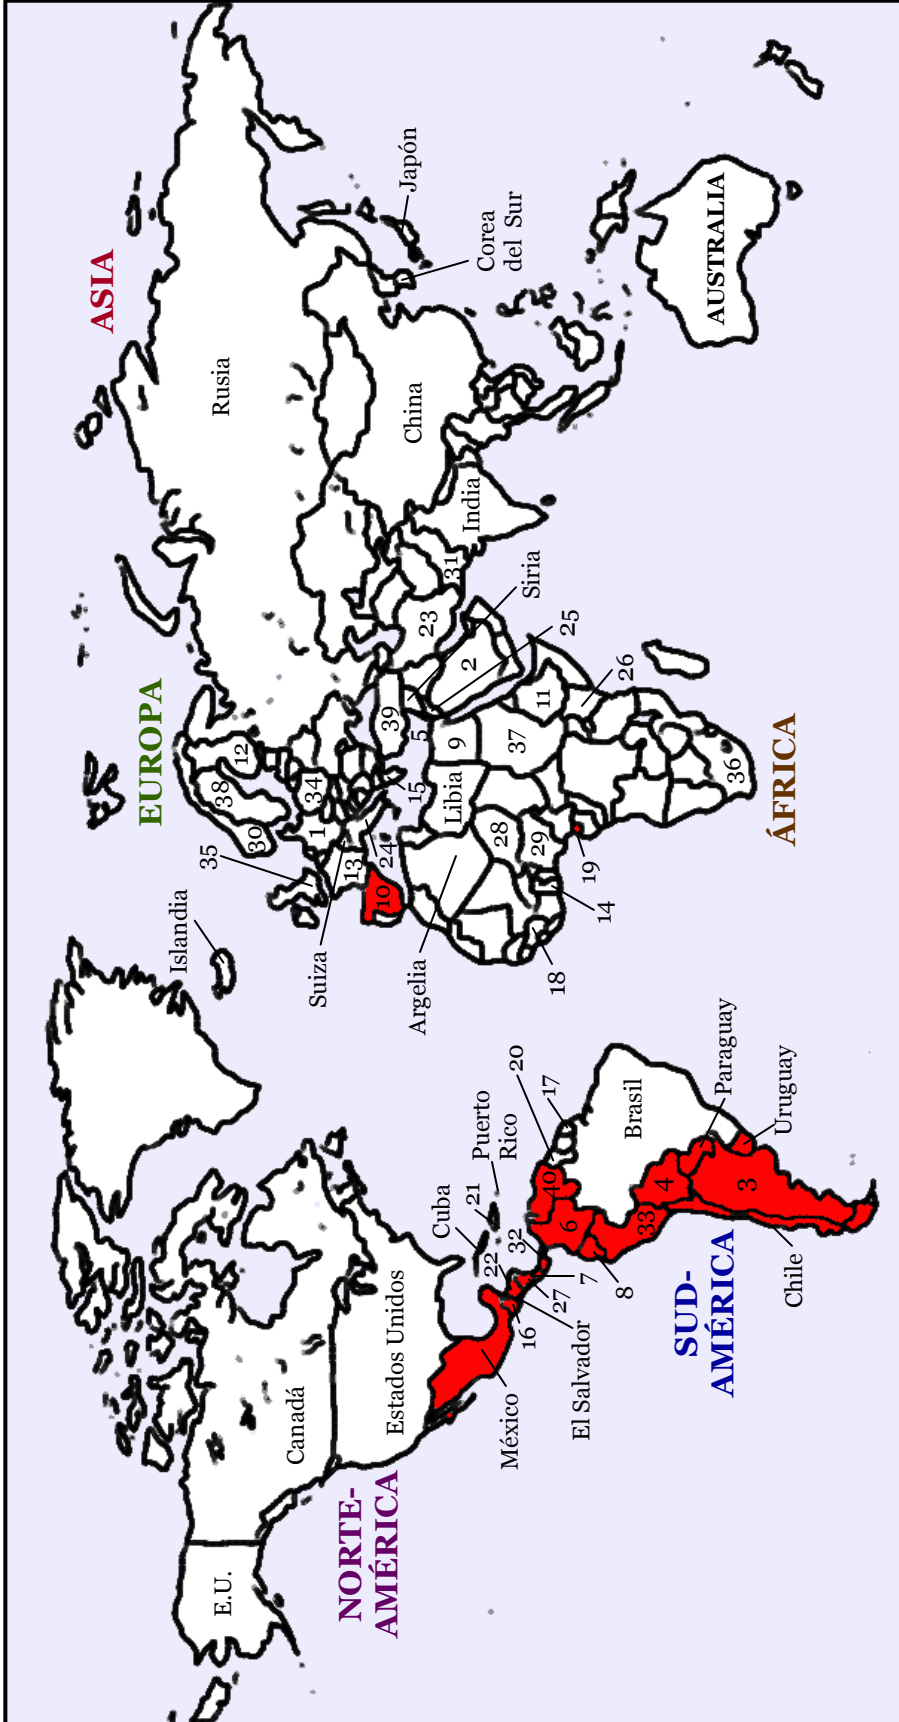 ASIA
EUROPA
Rusia
Japón
Corea
del Sur
China
India
AUSTRALIA
Siria
Islandia
Suiza
Argelia
Libia
ÁFRICA
35
30
38
12
1
34
13
24
10
15
39
5
23
31
2
25
9
37
11
26
28
29
19
14
18
36
E.U.
Canadá
Estados Unidos
NORTE-
AMÉRICA
México
Cuba
Puerto
Rico
El Salvador
22
21
32
16
27
7
20
17
40
6
8
33
4
3
Brasil
Paraguay
Uruguay
Chile
SUD-
AMÉRICA